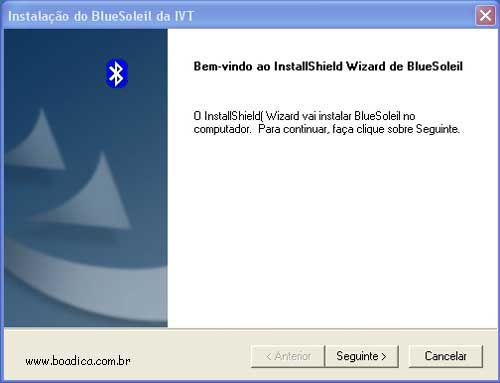 Instalação do BlueSoleil da IVT
Bem-vindo ao InstallShield Wizard de BlueSoleil
O InstallShield( Wizard vai instalar BlueSoleil no
computador. Para continuar, faça clique sobre Seguinte.
www.boadica.com.br
< Anterior
Seguinte >
Cancelar